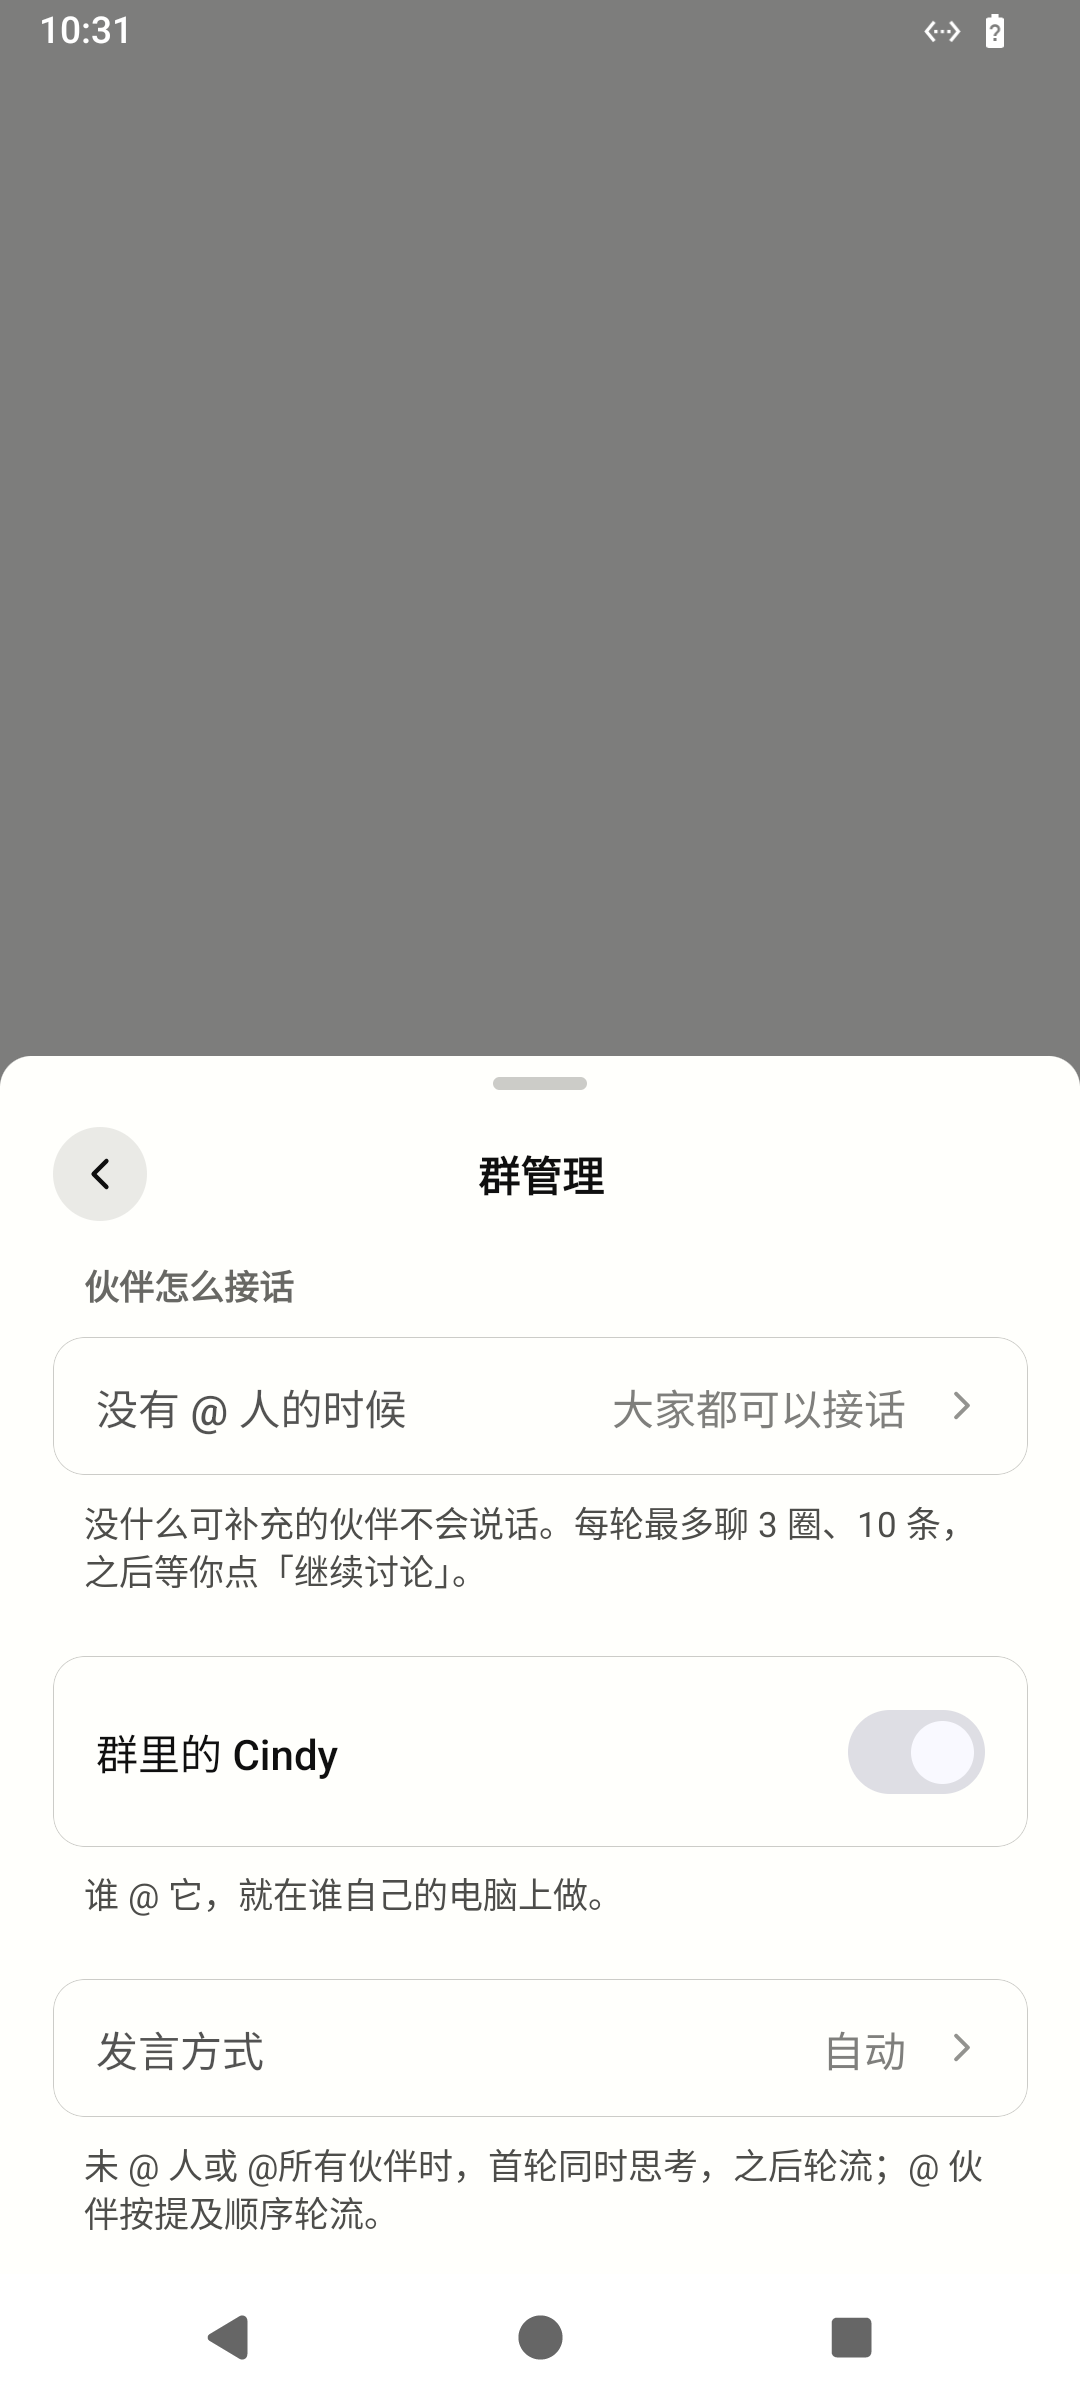 10:31
群管理
伙伴怎么接话
没有 @ 人的时候
大家都可以接话
没什么可补充的伙伴不会说话。每轮最多聊 3 圈、10 条，
之后等你点「继续讨论」。
群里的 Cindy
谁 @ 它，就在谁自己的电脑上做。
发言方式
自动
未 @ 人或 @所有伙伴时，首轮同时思考，之后轮流；@ 伙
伴按提及顺序轮流。